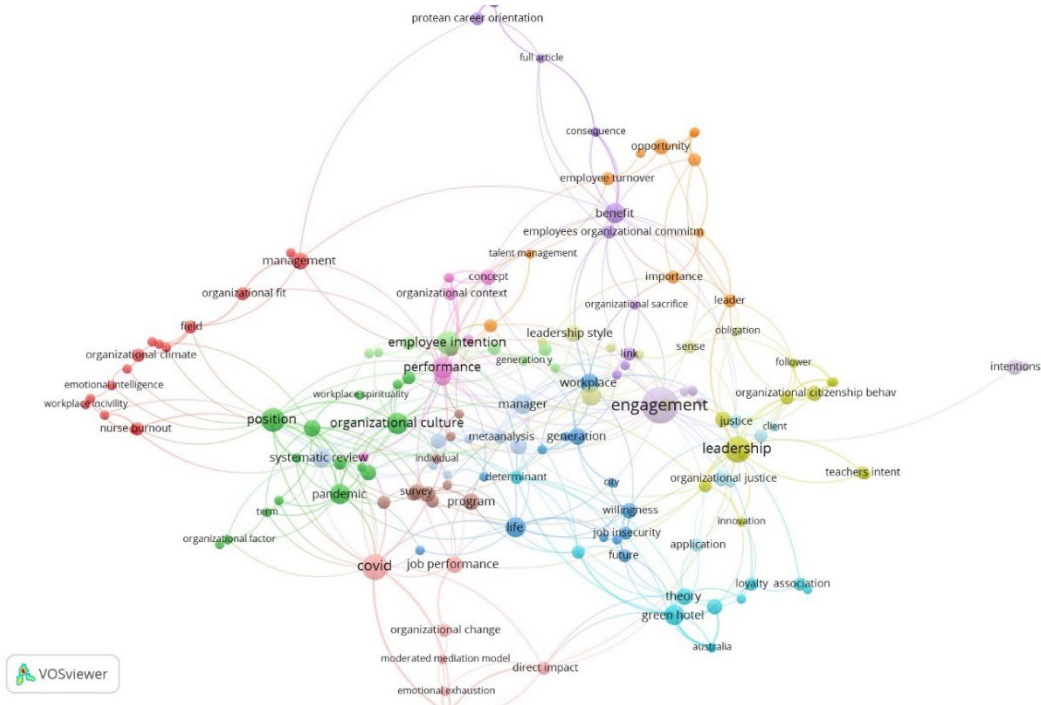 protean career orientation
full article
consequence
opportunity
employee turnover
benefit
employees organizational commitm
talent management
management
concept
importance
organizational fit
organizational context
organizational sacrifice
leader
field
leadership style
obligation
employee intention
organizational climate
generation y
link
sense
follower
performance
intentions
emotional intelligence
workplace
workplace spirituality
organizational citizenship behav
workplace incivility
manager
engagement
position
organizational culture
justice
client
nurse burnout
metaanalysis
generation
leadership
systematic review
individual
teachers intent
determinant
organizational justice
city
pandemic
survey
program
term
willingness
innovation
life
job insecurity
organizational factor
application
future
covid
job performance
loyalty
association
theory
green hotel
organizational change
australia
moderated mediation model
direct impact
emotional exhaustion
VOSviewer